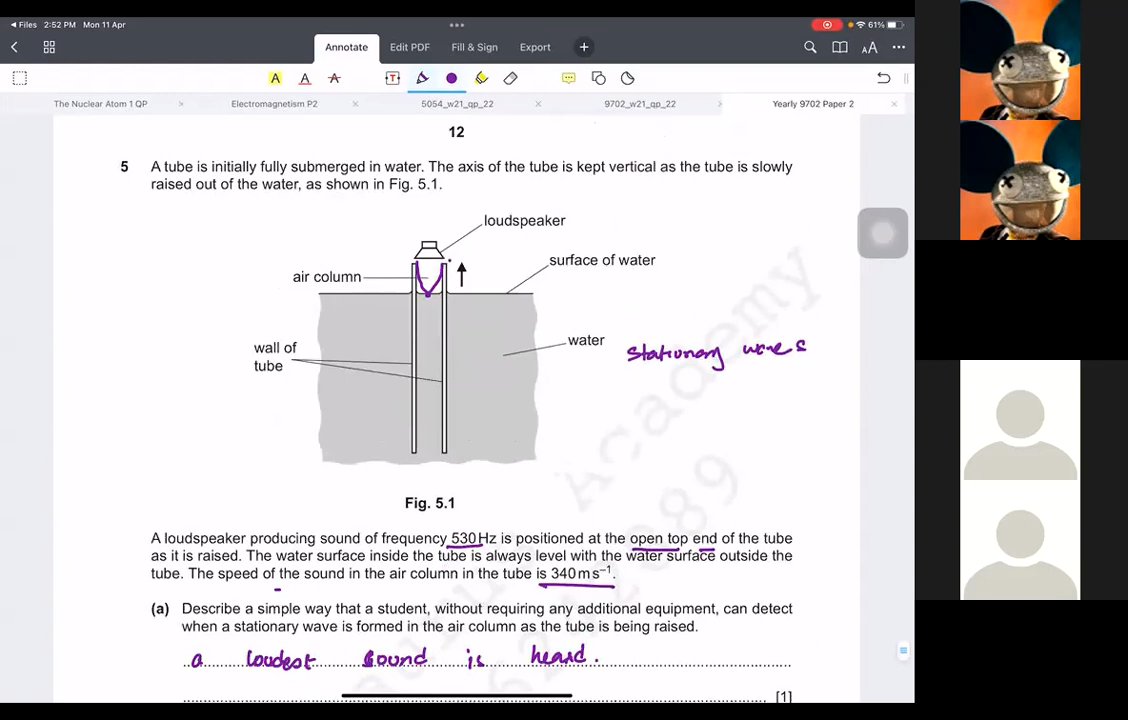 Files 2:52 PM Mon 11 Apr 61%
Annotate Edit PDF Fill & Sign Export
The Nuclear Atom 1 QP Electromagnetism P2 5054_w21_qp_22 9702_w21_qp_22 Yearly 9702 Paper 2
12
5 A tube is initially fully submerged in water. The axis of the tube is kept vertical as the tube is slowly
raised out of the water, as shown in Fig. 5.1.
loudspeaker
surface of water
air column
water
wall of
tube
stationary waves
Fig. 5.1
A loudspeaker producing sound of frequency 530 Hz is positioned at the open top end of the tube
as it is raised. The water surface inside the tube is always level with the water surface outside the
tube. The speed of the sound in the air column in the tube is 340 m s⁻¹.
(a) Describe a simple way that a student, without requiring any additional equipment, can detect
when a stationary wave is formed in the air column as the tube is being raised.
a loudest sound is heard.
[1]
Academy